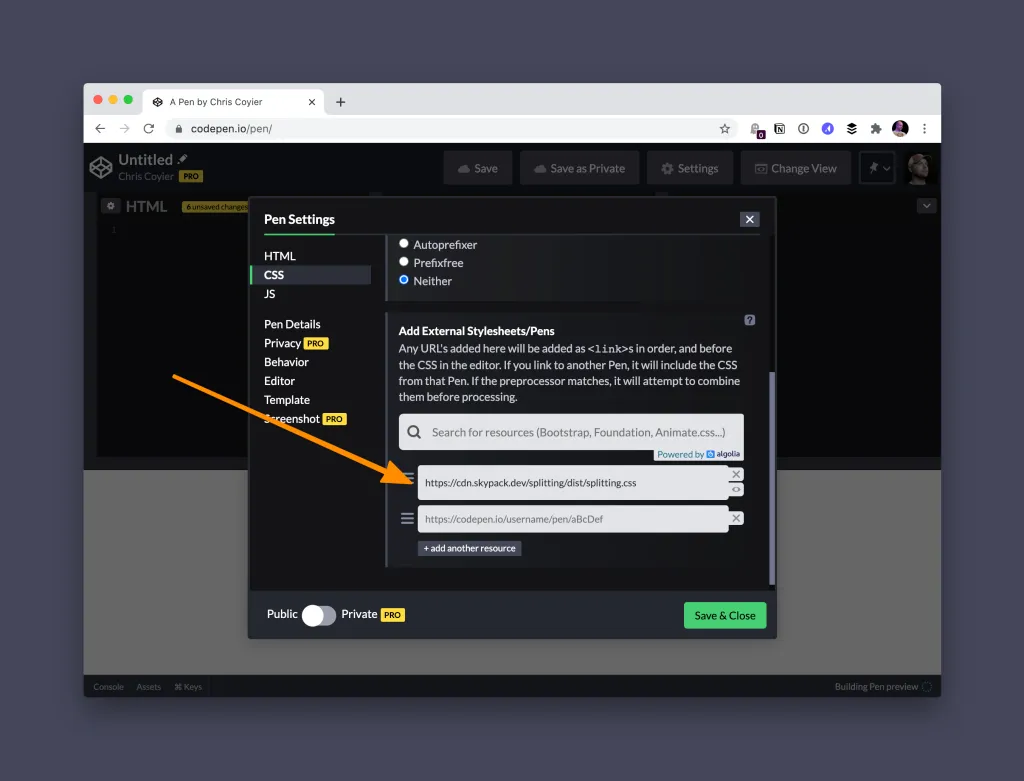 A Pen by Chris Coyier
codepen.io/pen/
0
Untitled
Chris Coyier PRO
Save
Save as Private
Settings
Change View
HTML
6 unsaved changes
1
Pen Settings
HTML
CSS
JS
Pen Details
Privacy PRO
Behavior
Editor
Template
Screenshot PRO
Autoprefixer
Prefixfree
Neither
?
Add External Stylesheets/Pens
Any URL's added here will be added as <link>s in order, and before
the CSS in the editor. If you link to another Pen, it will include the CSS
from that Pen. If the preprocessor matches, it will attempt to combine
them before processing.
Search for resources (Bootstrap, Foundation, Animate.css...)
Powered by algolia
https://cdn.skypack.dev/splitting/dist/splitting.css
https://codepen.io/username/pen/aBcDef
+ add another resource
Public
Private PRO
Save & Close
Console Assets ⌘ Keys
Building Pen preview